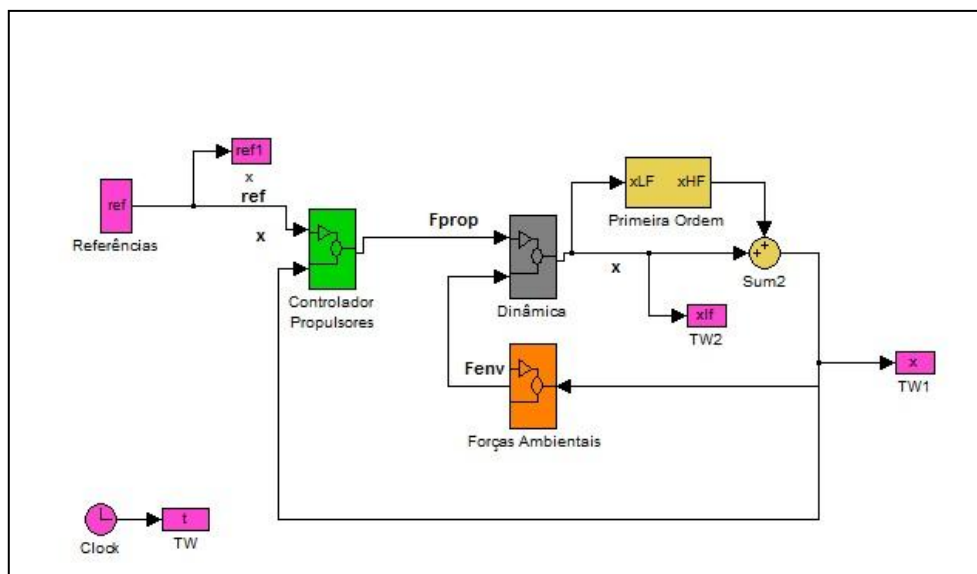 ref1
x
ref
Referências
ref
x
Controlador
Propulsores
Fprop
Dinâmica
xLF
xHF
Primeira Ordem
x
++
Sum2
xlf
TW2
x
TW1
Fenv
Forças Ambientais
Clock
t
TW